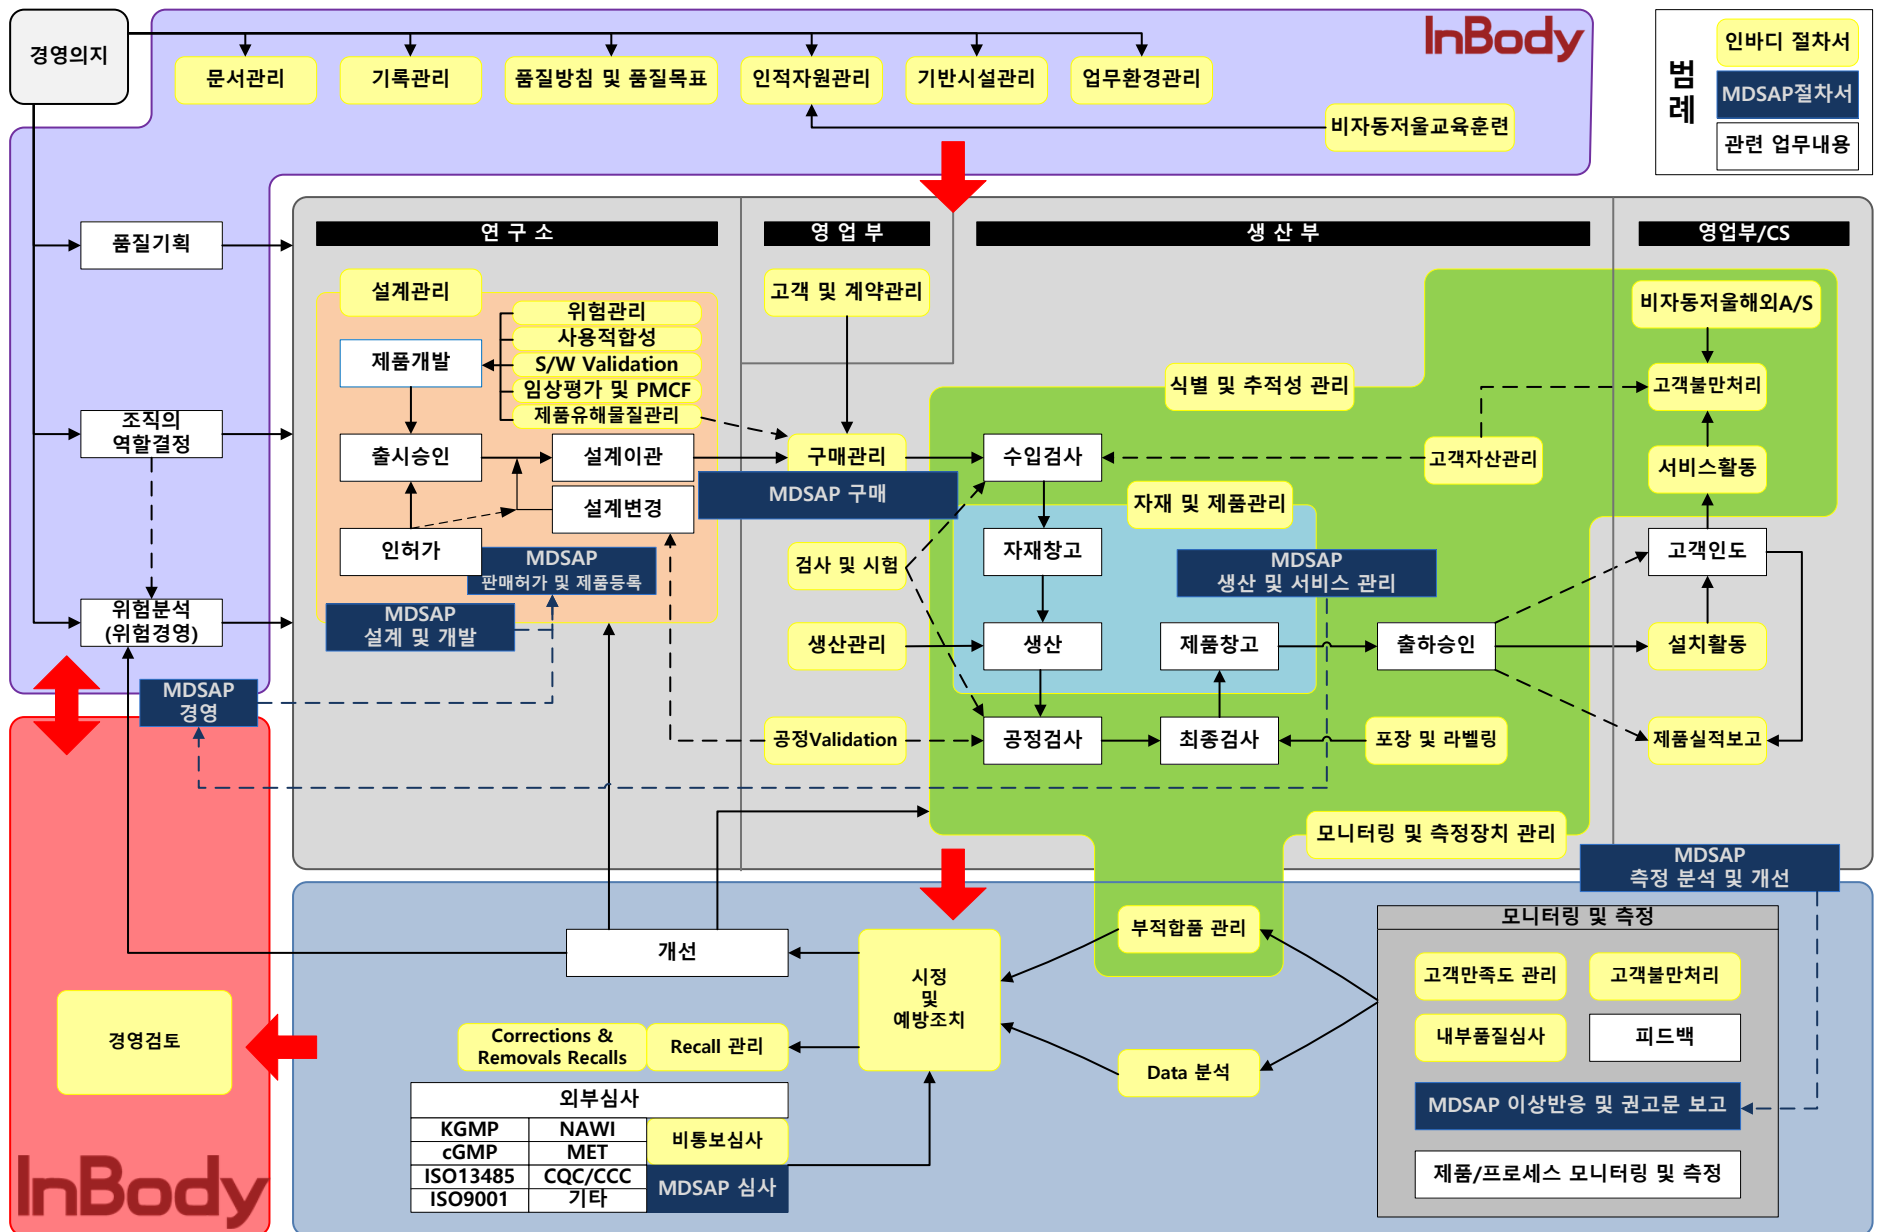 경영의지
InBody
문서관리
기록관리
품질방침 및 품질목표
인적자원관리
기반시설관리
업무환경관리
비자동저울교육훈련
범
례
인바디 절차서
MDSAP절차서
관련 업무내용
품질기획
조직의
역할결정
위험분석
(위험경영)
MDSAP
경영
연 구 소
영 업 부
생 산 부
영업부/CS
설계관리
위험관리
사용적합성
S/W Validation
임상평가 및 PMCF
제품유해물질관리
제품개발
출시승인
설계이관
설계변경
인허가
MDSAP
판매허가 및 제품등록
MDSAP
설계 및 개발
고객 및 계약관리
구매관리
MDSAP 구매
검사 및 시험
생산관리
공정Validation
식별 및 추적성 관리
수입검사
고객자산관리
자재 및 제품관리
자재창고
MDSAP
생산 및 서비스 관리
생산
제품창고
출하승인
공정검사
최종검사
포장 및 라벨링
모니터링 및 측정장치 관리
비자동저울해외A/S
고객불만처리
서비스활동
고객인도
설치활동
제품실적보고
MDSAP
측정 분석 및 개선
개선
시정
및
예방조치
부적합품 관리
Data 분석
Corrections &
Removals Recalls
Recall 관리
외부심사
KGMP
NAWI
비통보심사
cGMP
MET
ISO13485
CQC/CCC
MDSAP 심사
ISO9001
기타
모니터링 및 측정
고객만족도 관리
고객불만처리
내부품질심사
피드백
MDSAP 이상반응 및 권고문 보고
제품/프로세스 모니터링 및 측정
경영검토
InBody